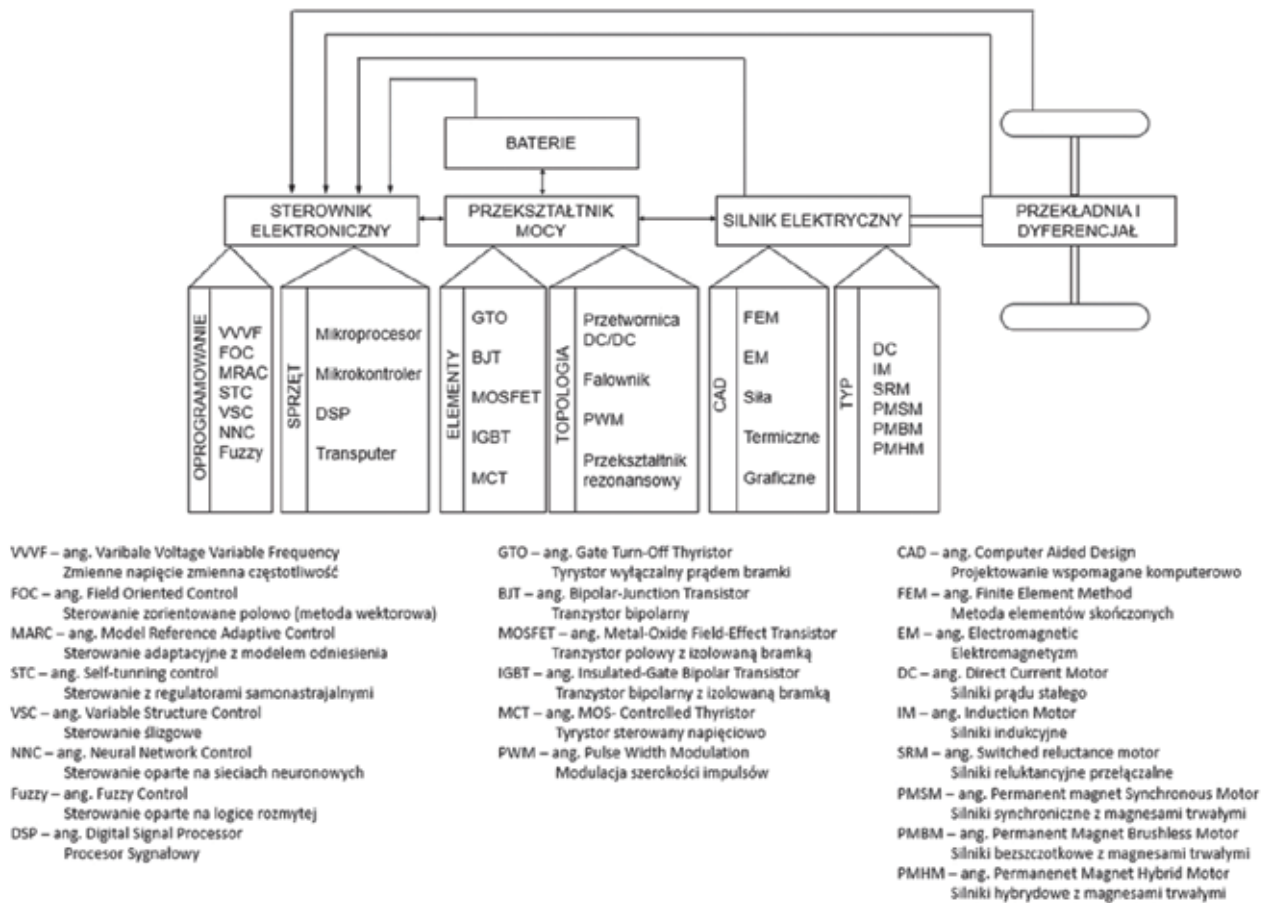 BATERIE
STEROWNIK
ELEKTRONICZNY
PRZEKSZTAŁTNIK
MOCY
SILNIK ELEKTRYCZNY
PRZEKŁADNIA I
DYFERENCJAŁ
OPROGRAMOWANIE
VVVF
FOC
MRAC
STC
VSC
NNC
Fuzzy
SPRZĘT
Mikroprocesor
Mikrokontroler
DSP
Transputer
ELEMENTY
GTO
BJT
MOSFET
IGBT
MCT
TOPOLOGIA
Przetwornica
DC/DC
Falownik
PWM
Przekształtnik
rezonansowy
CAD
FEM
EM
Siła
Termiczne
Graficzne
TYP
DC
IM
SRM
PMSM
PMBM
PMHM
VVVF – ang. Varibale Voltage Variable Frequency
Zmienne napięcie zmienna częstotliwość
FOC – ang. Field Oriented Control
Sterowanie zorientowane polowo (metoda wektorowa)
MARC – ang. Model Reference Adaptive Control
Sterowanie adaptacyjne z modelem odniesienia
STC – ang. Self-tunning control
Sterowanie z regulatorami samonastrajalnymi
VSC – ang. Variable Structure Control
Sterowanie ślizgowe
NNC – ang. Neural Network Control
Sterowanie oparte na sieciach neuronowych
Fuzzy – ang. Fuzzy Control
Sterowanie oparte na logice rozmytej
DSP – ang. Digital Signal Processor
Procesor Sygnałowy
GTO – ang. Gate Turn-Off Thyristor
Tyrystor wyłączalny prądem bramki
BJT – ang. Bipolar-Junction Transistor
Tranzystor bipolarny
MOSFET – ang. Metal-Oxide Field-Effect Transistor
Tranzystor polowy z izolowaną bramką
IGBT – ang. Insulated-Gate Bipolar Transistor
Tranzystor bipolarny z izolowaną bramką
MCT – ang. MOS- Controlled Thyristor
Tyrystor sterowany napięciowo
PWM – ang. Pulse Width Modulation
Modulacja szerokości impulsów
CAD – ang. Computer Aided Design
Projektowanie wspomagane komputerowo
FEM – ang. Finite Element Method
Metoda elementów skończonych
EM – ang. Electromagnetic
Elektromagnetyzm
DC – ang. Direct Current Motor
Silniki prądu stałego
IM – ang. Induction Motor
Silniki indukcyjne
SRM – ang. Switched reluctance motor
Silniki reluktancyjne przełączalne
PMSM – ang. Permanent magnet Synchronous Motor
Silniki synchroniczne z magnesami trwałymi
PMBM – ang. Permanent Magnet Brushless Motor
Silniki bezszczotkowe z magnesami trwałymi
PMHM – ang. Permanenet Magnet Hybrid Motor
Silniki hybrydowe z magnesami trwałymi